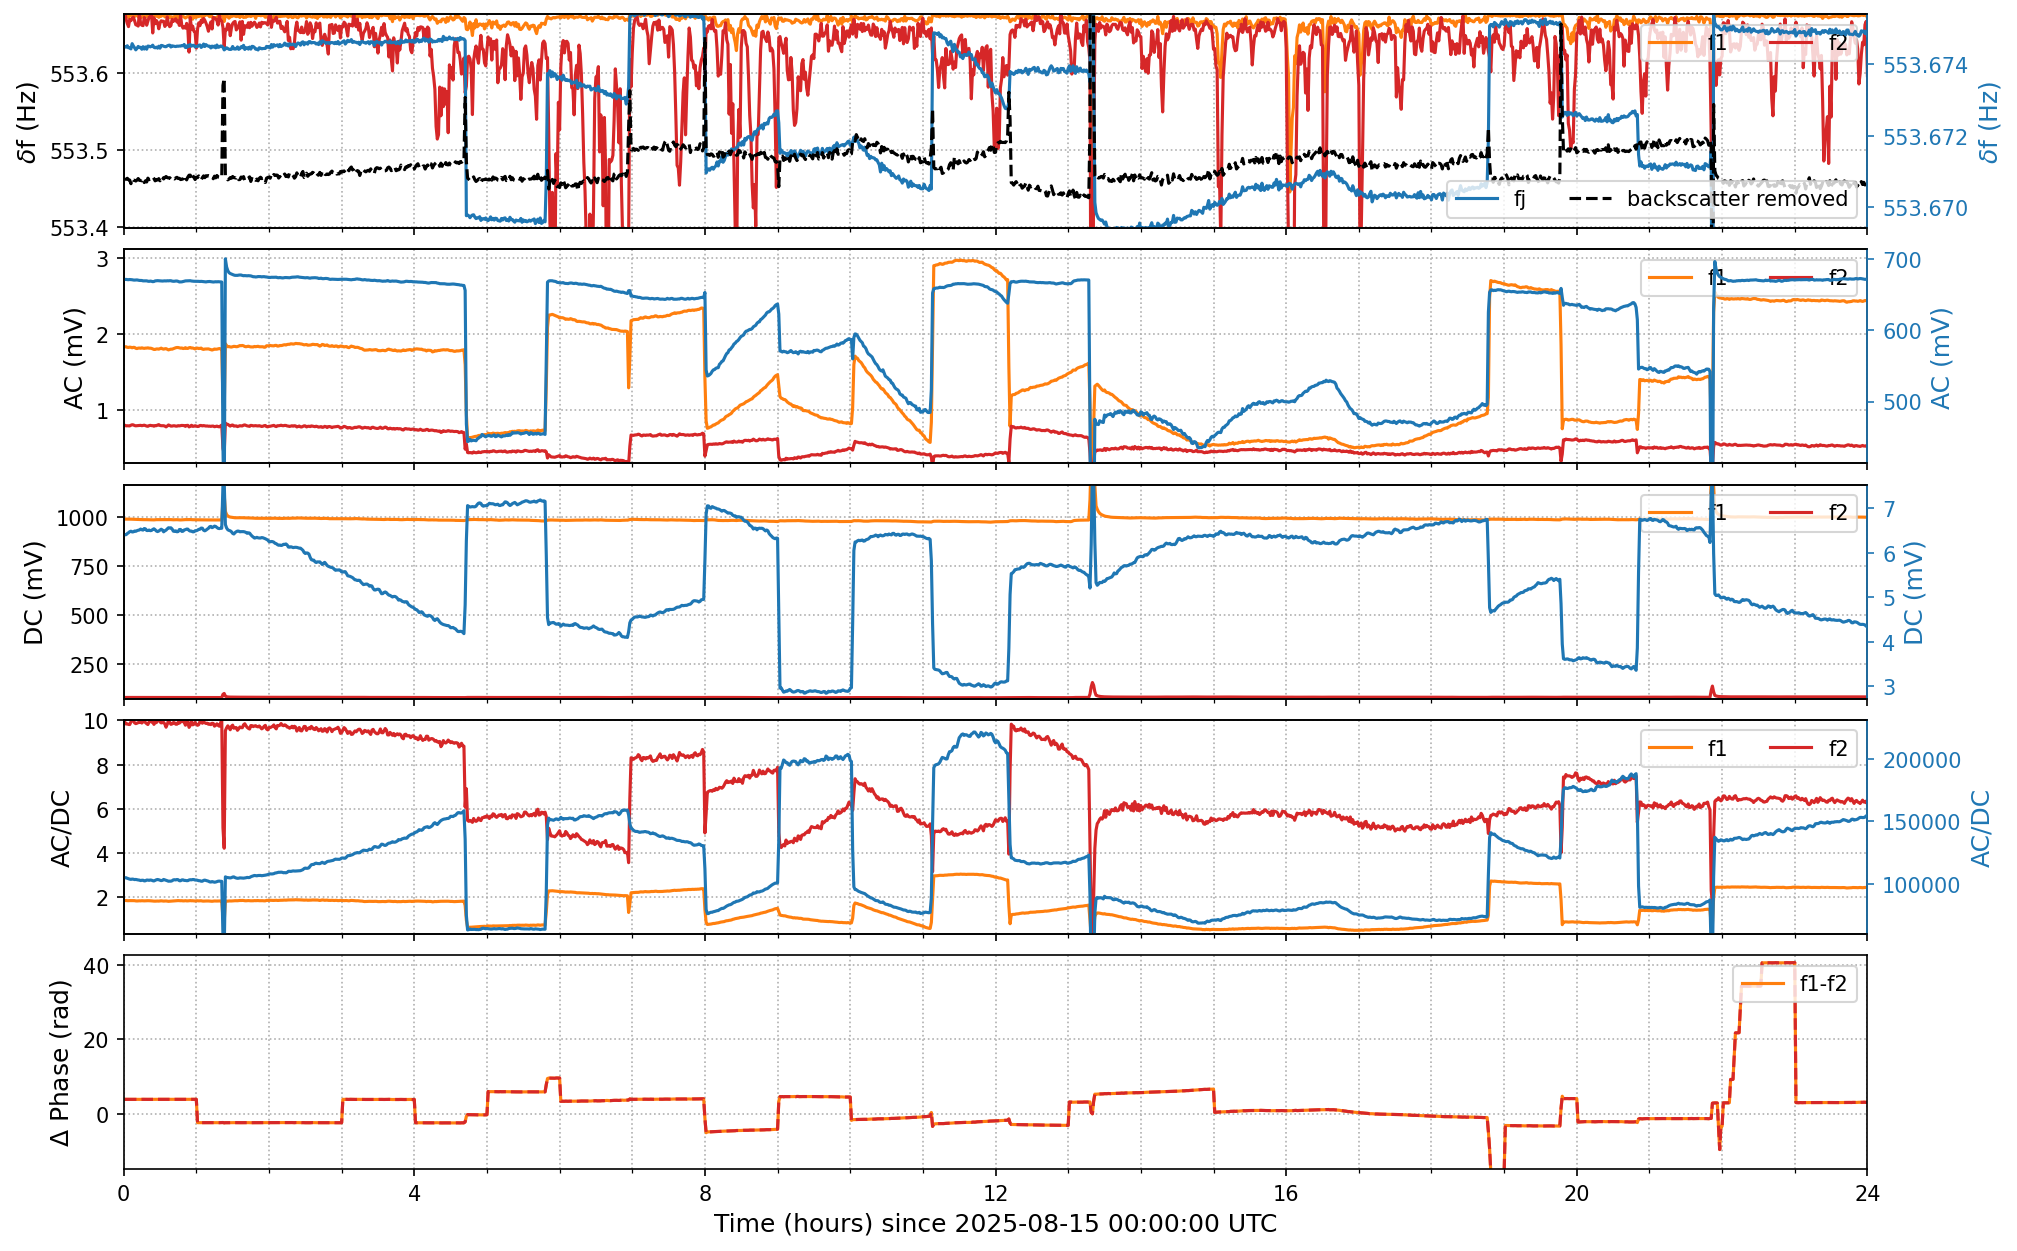 δf (Hz)
553.6
553.5
553.4
f1 f2
fj backscatter removed
553.674
553.672
553.670
δf (Hz)
AC (mV)
3
2
1
f1 f2
700
600
500
AC (mV)
DC (mV)
1000
750
500
250
f1 f2
7
6
5
4
3
DC (mV)
AC/DC
10
8
6
4
2
f1 f2
200000
150000
100000
AC/DC
Δ Phase (rad)
40
20
0
f1-f2
0 4 8 12 16 20 24
Time (hours) since 2025-08-15 00:00:00 UTC